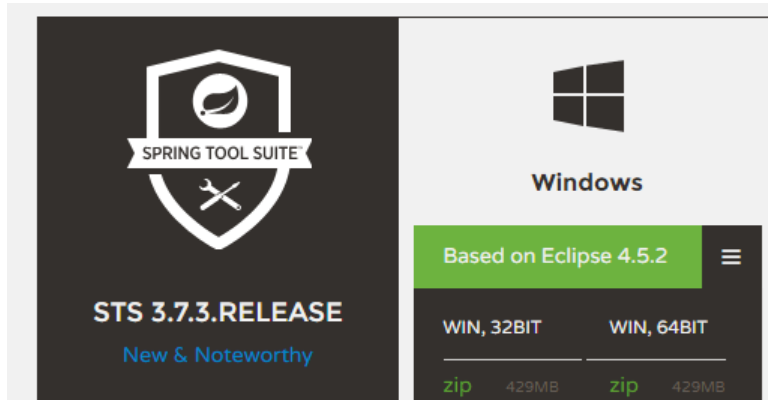 SPRING TOOL SUITE™
STS 3.7.3.RELEASE
New & Noteworthy
Windows
Based on Eclipse 4.5.2
WIN, 32BIT
WIN, 64BIT
zip 429MB
zip 429MB